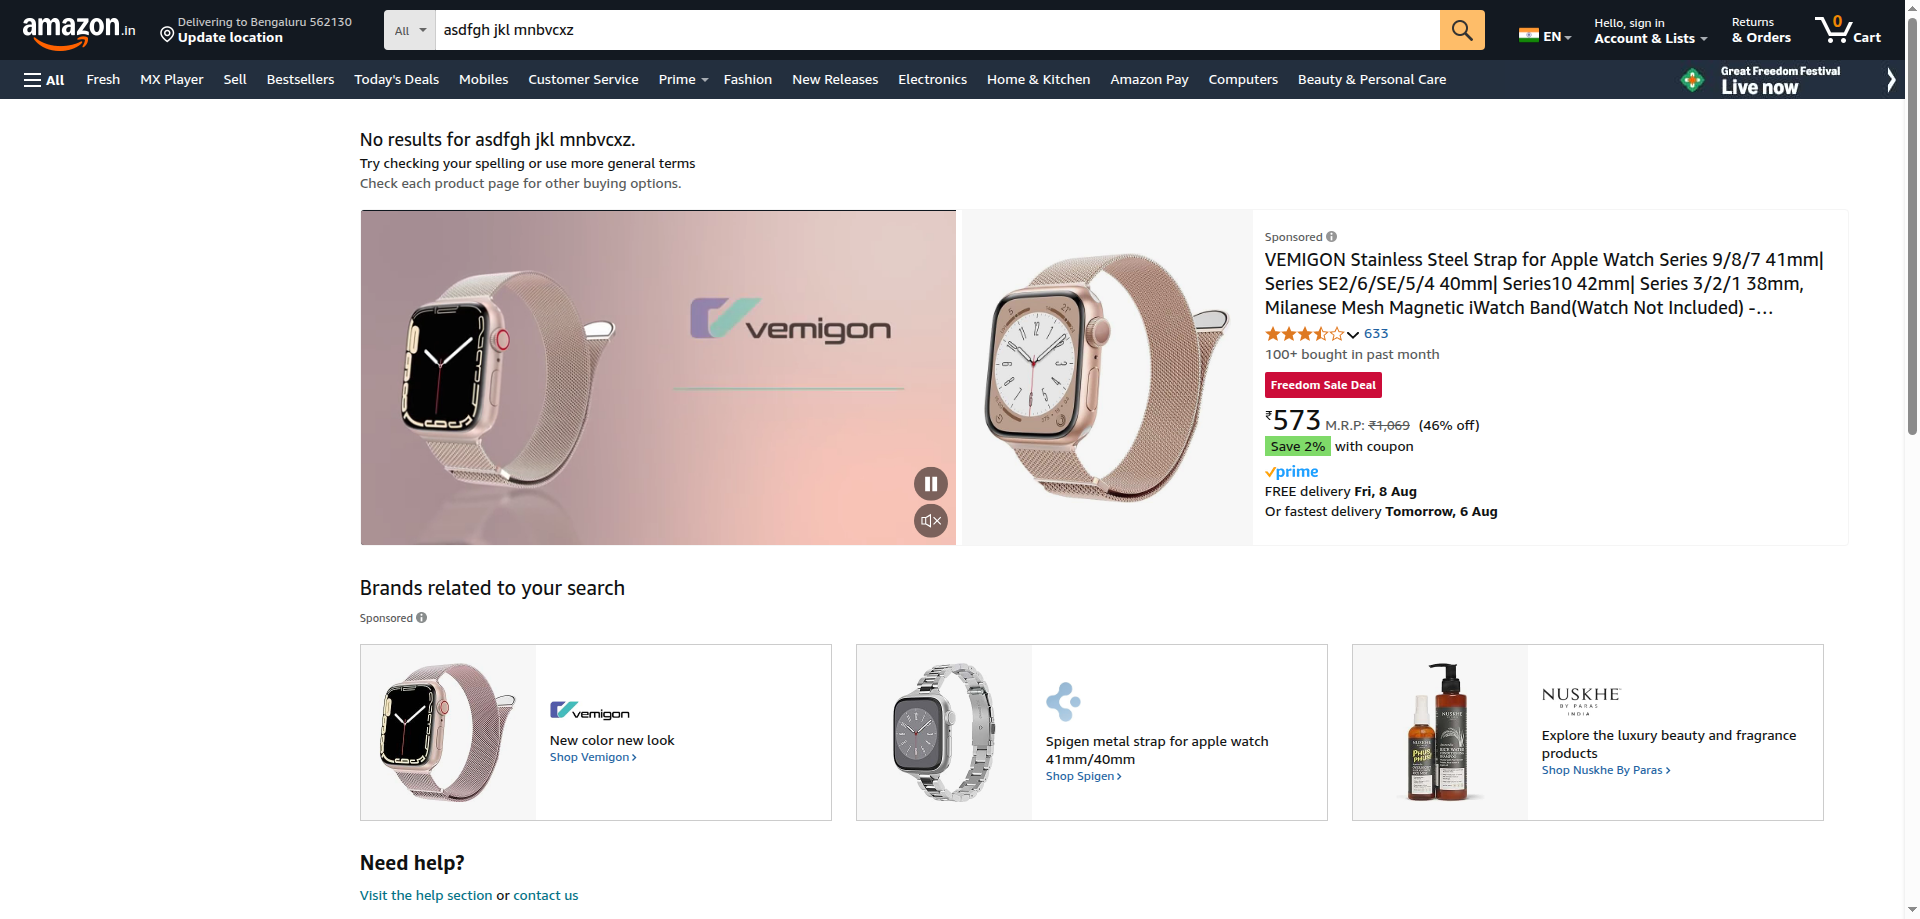 amazon.in
Delivering to Bengaluru 562130
Update location
All
asdfgh jkl mnbvcxz
EN
Hello, sign in
Account & Lists
Returns
& Orders
0
Cart
All
Fresh
MX Player
Sell
Bestsellers
Today's Deals
Mobiles
Customer Service
Prime
Fashion
New Releases
Electronics
Home & Kitchen
Amazon Pay
Computers
Beauty & Personal Care
Great Freedom Festival
Live now
No results for asdfgh jkl mnbvcxz.
Try checking your spelling or use more general terms
Check each product page for other buying options.
vemigon
Sponsored
VEMIGON Stainless Steel Strap for Apple Watch Series 9/8/7 41mm|
Series SE2/6/SE/5/4 40mm| Series10 42mm| Series 3/2/1 38mm,
Milanese Mesh Magnetic iWatch Band(Watch Not Included) -...
633
100+ bought in past month
Freedom Sale Deal
₹573 M.R.P: ₹1,069 (46% off)
Save 2% with coupon
prime
FREE delivery Fri, 8 Aug
Or fastest delivery Tomorrow, 6 Aug
Brands related to your search
Sponsored
vemigon
New color new look
Shop Vemigon
Spigen metal strap for apple watch
41mm/40mm
Shop Spigen
NUSKHE
BY PARAS
INDIA
Explore the luxury beauty and fragrance
products
Shop Nuskhe By Paras
Need help?
Visit the help section or contact us